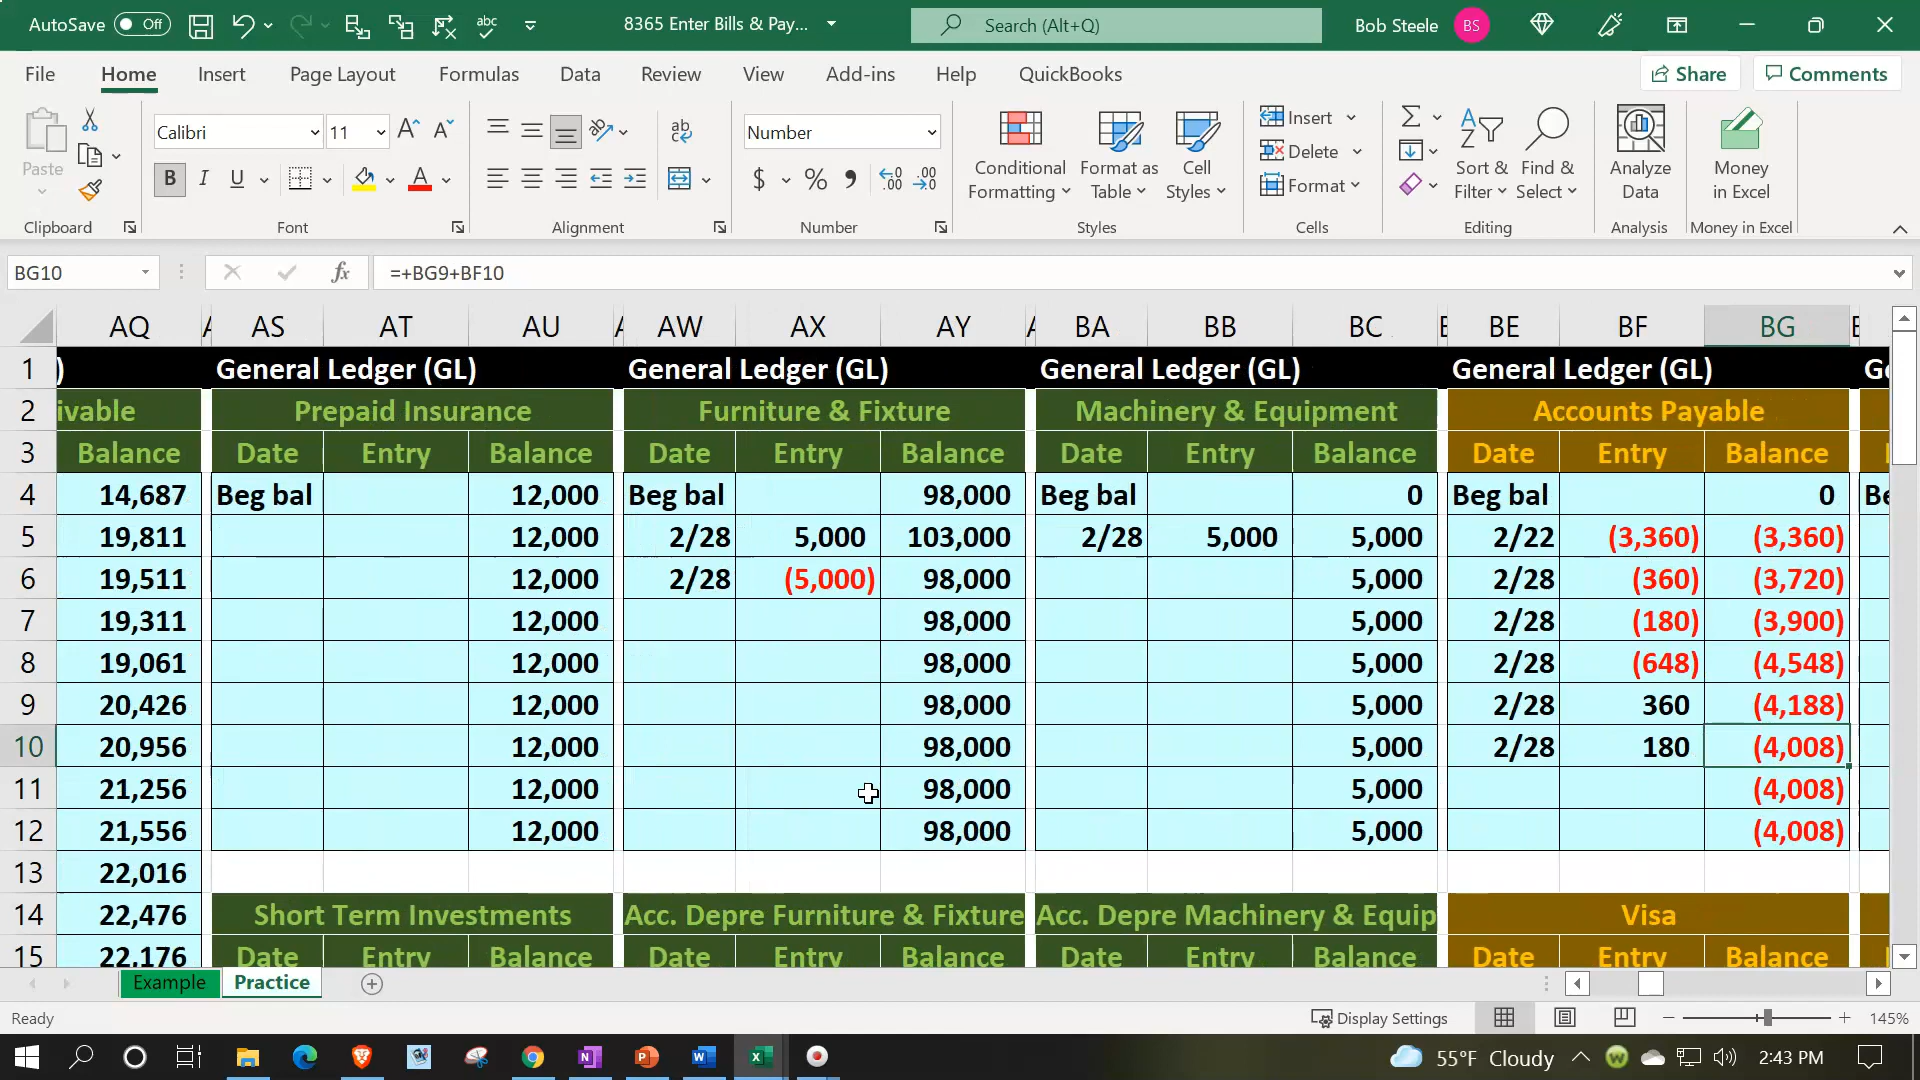 AutoSave Off 8365 Enter Bills & Pay... Search (Alt+Q) Bob Steele BS
File Home Insert Page Layout Formulas Data Review View Add-ins Help QuickBooks Share Comments
Paste Calibri 11 B I U ab Number $ % Conditional Formatting Format as Table Cell Styles Insert Delete Format Sort & Filter Find & Select Analyze Data Money in Excel
Clipboard Font Alignment Number Styles Cells Editing Analysis Money in Excel
BG10 fx =+BG9+BF10
AQ AS AT AU AW AX AY BA BB BC BE BF BG
1 ) General Ledger (GL) General Ledger (GL) General Ledger (GL) General Ledger (GL)
2 ivable Prepaid Insurance Furniture & Fixture Machinery & Equipment Accounts Payable
3 Balance Date Entry Balance Date Entry Balance Date Entry Balance Date Entry Balance
4 14,687 Beg bal 12,000 Beg bal 98,000 Beg bal 0 Beg bal 0 Be
5 19,811 12,000 2/28 5,000 103,000 2/28 5,000 5,000 2/22 (3,360) (3,360)
6 19,511 12,000 2/28 (5,000) 98,000 5,000 2/28 (360) (3,720)
7 19,311 12,000 98,000 5,000 2/28 (180) (3,900)
8 19,061 12,000 98,000 5,000 2/28 (648) (4,548)
9 20,426 12,000 98,000 5,000 2/28 360 (4,188)
10 20,956 12,000 98,000 5,000 2/28 180 (4,008)
11 21,256 12,000 98,000 5,000 (4,008)
12 21,556 12,000 98,000 5,000 (4,008)
13 22,016
14 22,476 Short Term Investments Acc. Depre Furniture & Fixture Acc. Depre Machinery & Equip Visa
15 22,176 Date Entry Balance Date Entry Balance Date Entry Balance Date Entry Balance
Example Practice
Ready Display Settings 145%
55°F Cloudy 2:43 PM